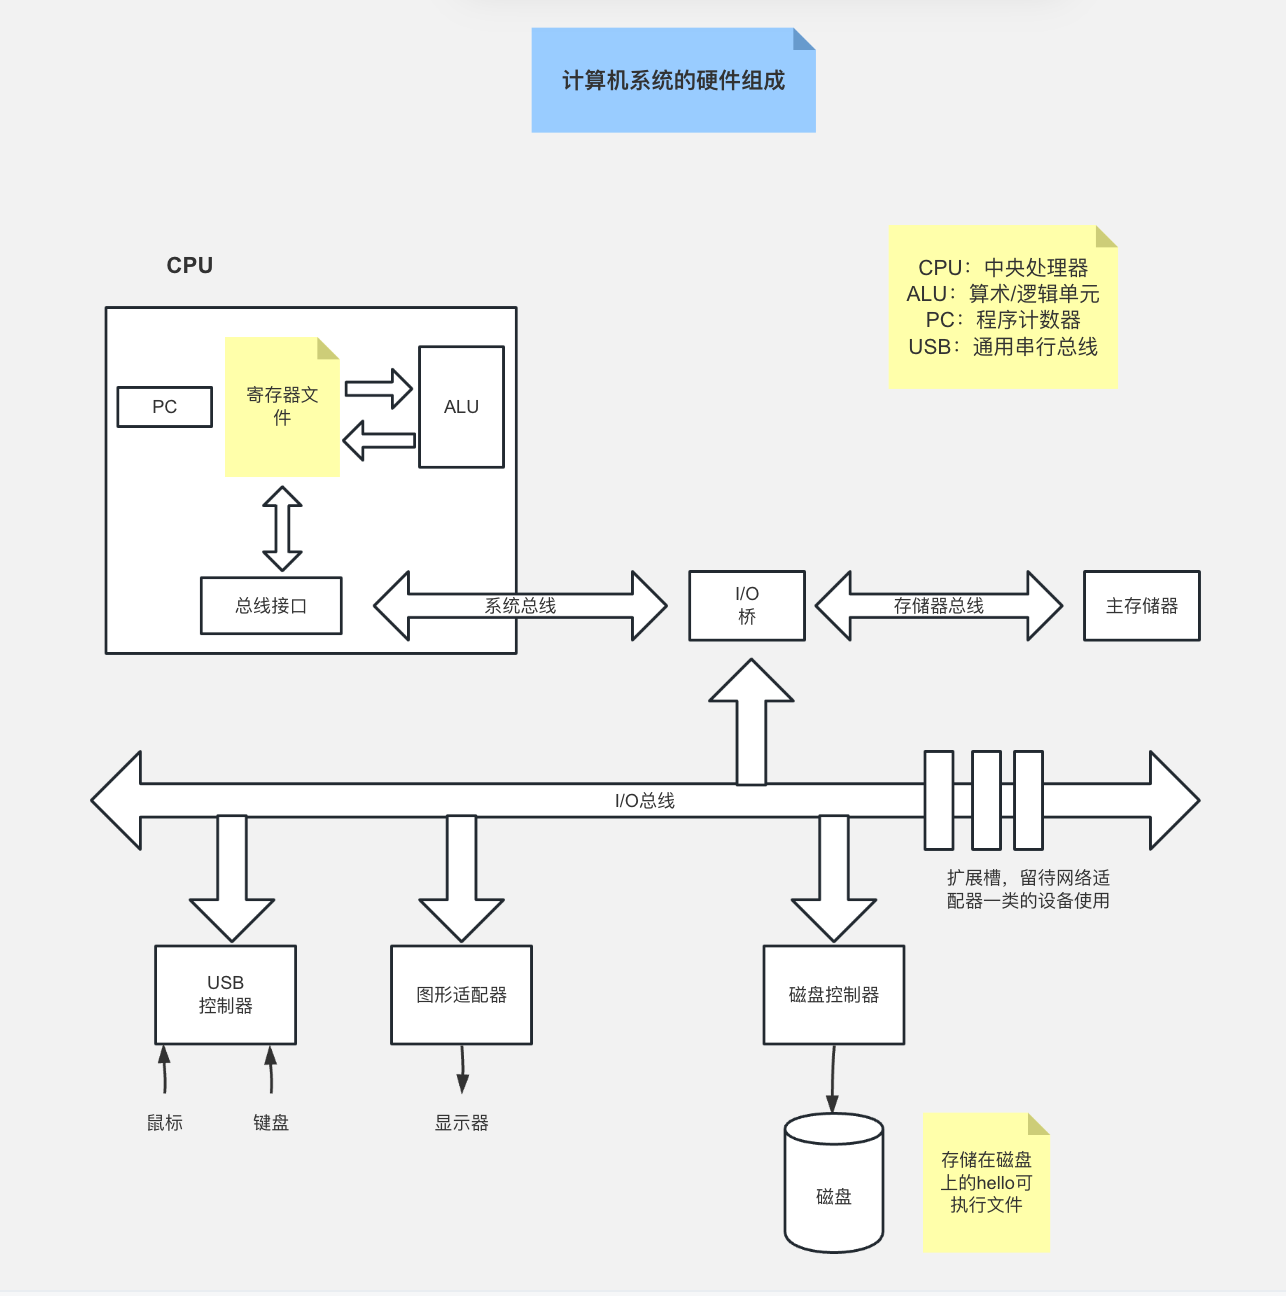 计算机系统的硬件组成
CPU
CPU：中央处理器
ALU：算术/逻辑单元
PC：程序计数器
USB：通用串行总线
PC
寄存器文
件
ALU
总线接口
系统总线
I/O
桥
存储器总线
主存储器
I/O总线
扩展槽，留待网络适
配器一类的设备使用
USB
控制器
图形适配器
磁盘控制器
鼠标
键盘
显示器
磁盘
存储在磁盘
上的hello可
执行文件